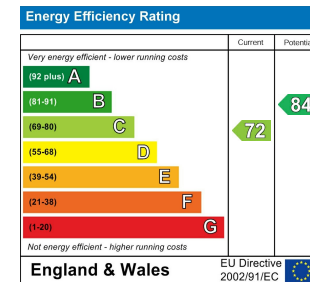 Energy Efficiency Rating
Current Potentia
Very energy efficient - lower running costs
(92 plus) A
(81-91) B
84
(69-80) C
72
(55-68) D
(39-54) E
(21-38) F
(1-20) G
Not energy efficient - higher running costs
England & Wales
EU Directive
2002/91/EC